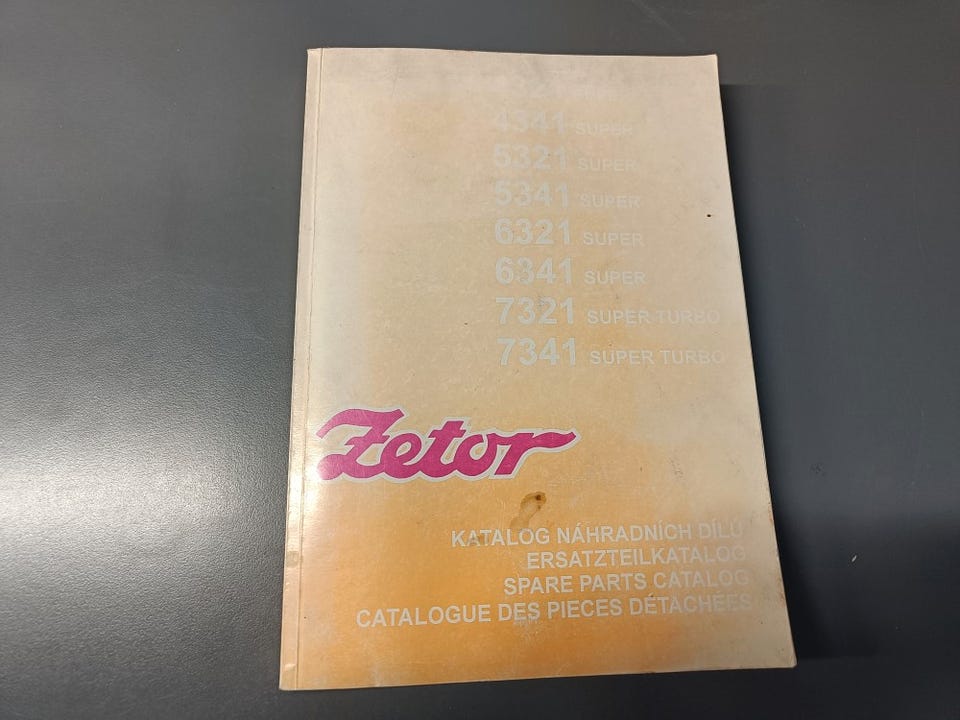 4341 SUPER
5321 SUPER
5341 SUPER
6321 SUPER
6341 SUPER
7321 SUPER TURBO
7341 SUPER TURBO
Zetor
KATALOG NÁHRADNÍCH DÍLŮ
ERSATZTEILKATALOG
SPARE PARTS CATALOG
CATALOGUE DES PIECES DÉTACHÉES